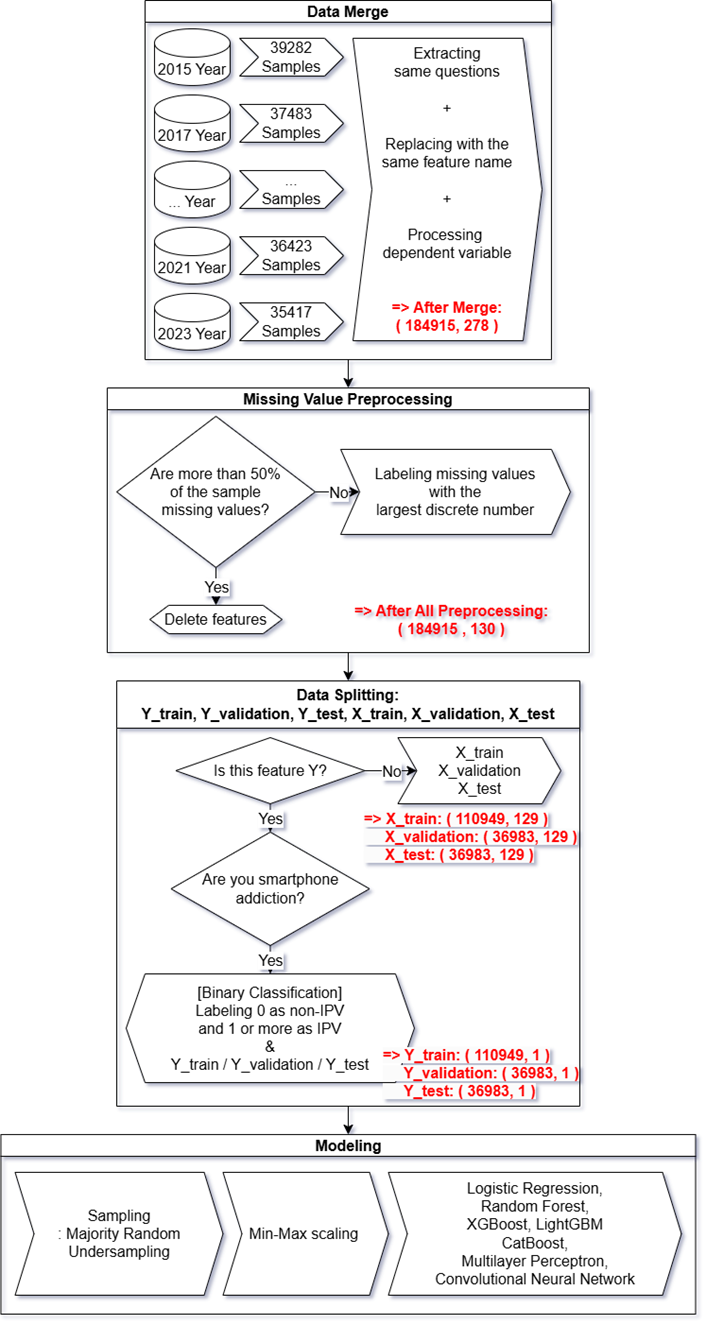 Data Merge
2015 Year
39282
Samples
2017 Year
37483
Samples
... Year
...
Samples
2021 Year
36423
Samples
2023 Year
35417
Samples
Extracting
same questions
+
Replacing with the
same feature name
+
Processing
dependent variable
=> After Merge:
( 184915, 278 )
Missing Value Preprocessing
Are more than 50%
of the sample
missing values?
No
Labeling missing values
with the
largest discrete number
Yes
Delete features
=> After All Preprocessing:
( 184915 , 130 )
Data Splitting:
Y_train, Y_validation, Y_test, X_train, X_validation, X_test
Is this feature Y?
No
X_train
X_validation
X_test
Yes
=> X_train: ( 110949, 129 )
X_validation: ( 36983, 129 )
X_test: ( 36983, 129 )
Are you smartphone
addiction?
Yes
[Binary Classification]
Labeling 0 as non-IPV
and 1 or more as IPV
&
Y_train / Y_validation / Y_test
=> Y_train: ( 110949, 1 )
Y_validation: ( 36983, 1 )
Y_test: ( 36983, 1 )
Modeling
Sampling
: Majority Random
Undersampling
Min-Max scaling
Logistic Regression,
Random Forest,
XGBoost, LightGBM
CatBoost,
Multilayer Perceptron,
Convolutional Neural Network